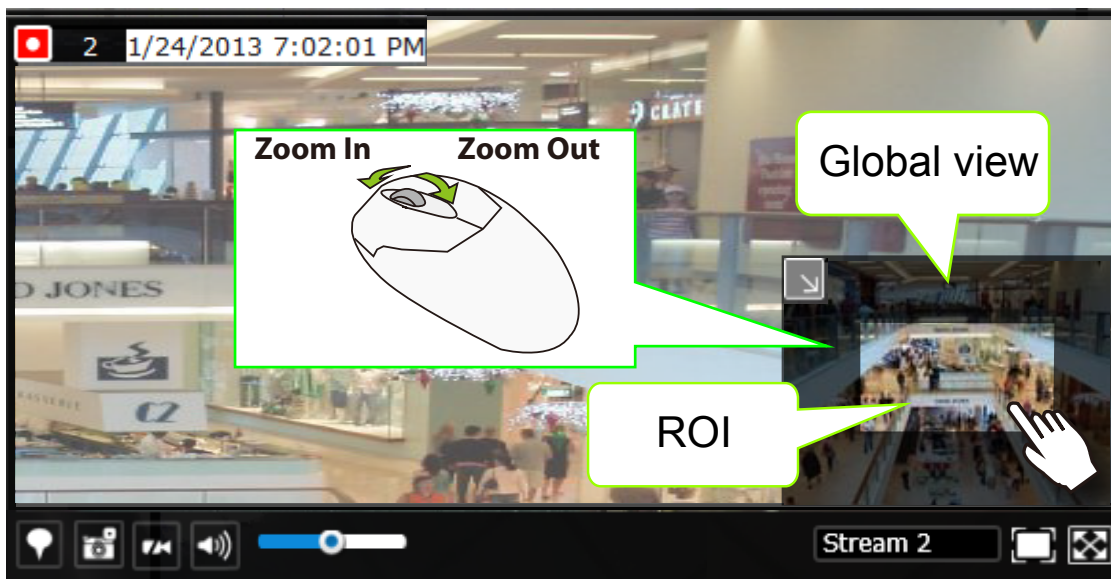 2 1/24/2013 7:02:01 PM
CRATE
Zoom In Zoom Out
Global view
D JONES
BRASSERIE
ROI
Stream 2